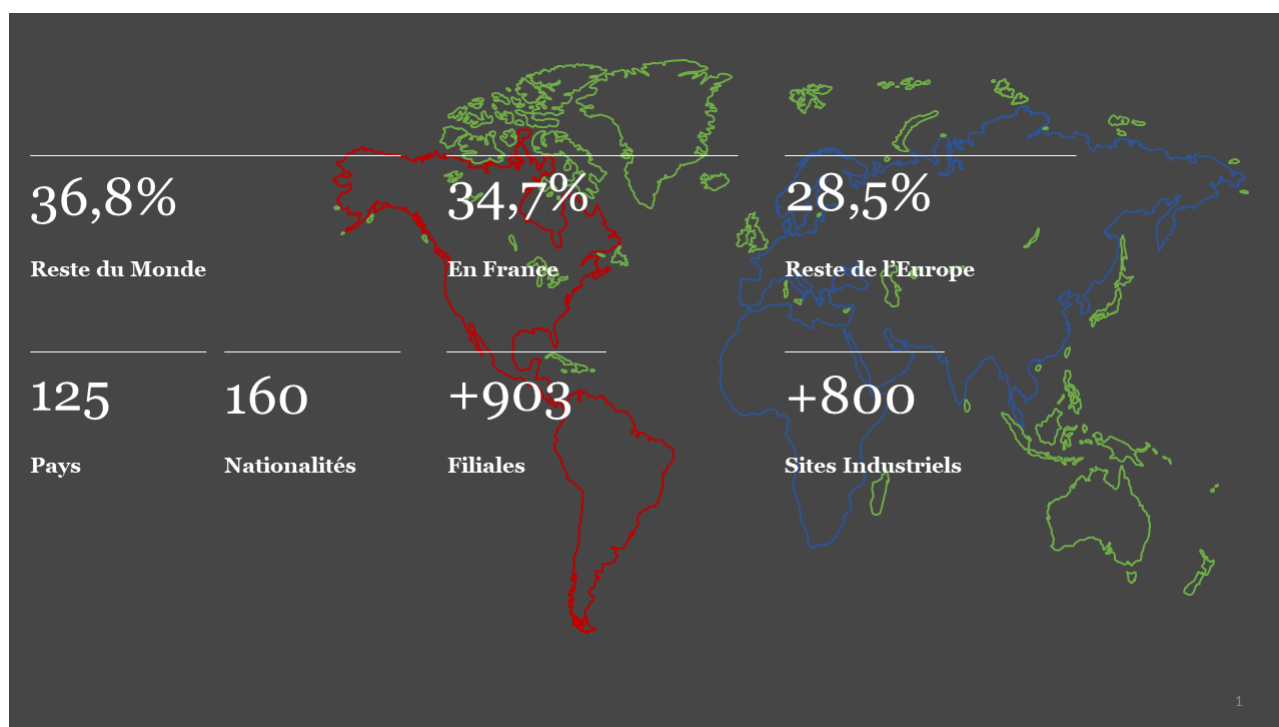 36,8%
34,7%
28,5%
Reste du Monde
En France
Reste de l’Europe
125
160
+903
+800
Pays
Nationalités
Filiales
Sites Industriels
1